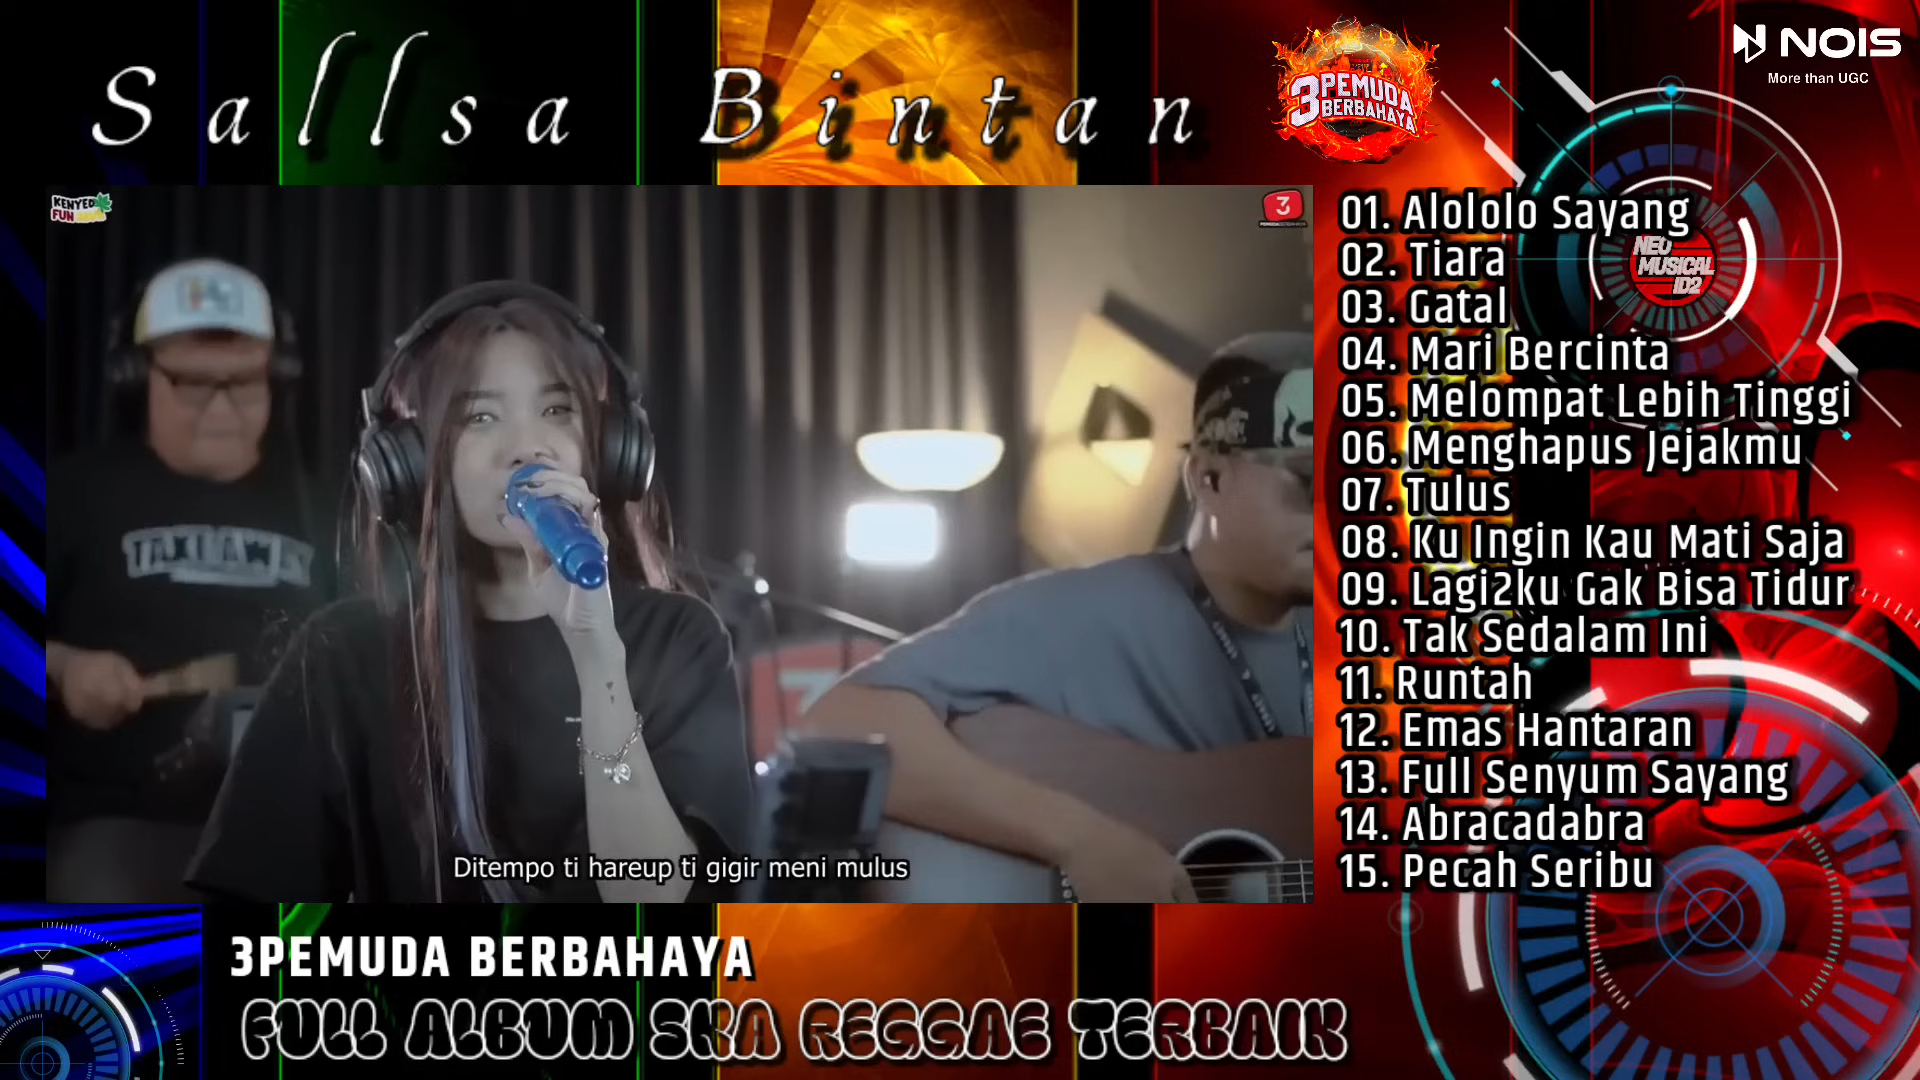 Sallsa Bintan
3PEMUDA
BERBAHAYA
NOIS
More than UGC
KENYED
FUN
3
01. Alololo Sayang
02. Tiara
03. Gatal
04. Mari Bercinta
05. Melompat Lebih Tinggi
06. Menghapus Jejakmu
07. Tulus
08. Ku Ingin Kau Mati Saja
09. Lagi2ku Gak Bisa Tidur
10. Tak Sedalam Ini
11. Runtah
12. Emas Hantaran
13. Full Senyum Sayang
14. Abracadabra
15. Pecah Seribu
NEO
MUSICAL
ID2
Ditempo ti hareup ti gigir meni mulus
3PEMUDA BERBAHAYA
FULL ALBUM SKA REGGAE TERBAIK